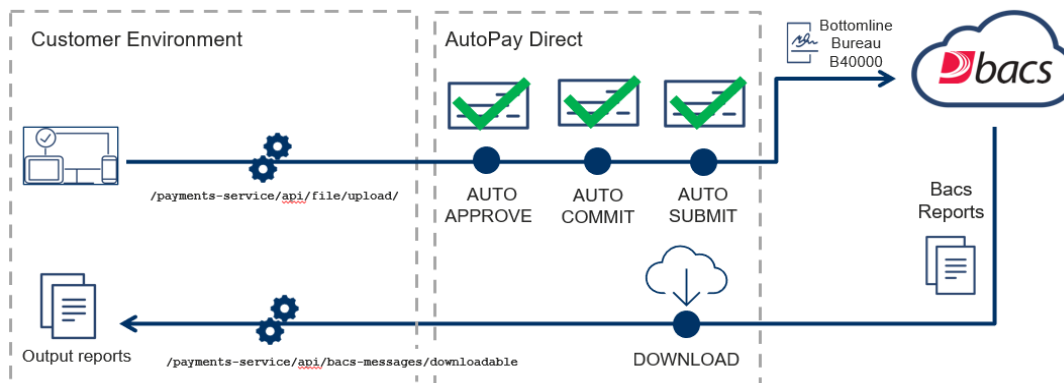 Customer Environment
AutoPay Direct
Bottomline
Bureau
B40000
bacs
/payments-service/api/file/upload/
AUTO
APPROVE
AUTO
COMMIT
AUTO
SUBMIT
Bacs
Reports
Output reports
/payments-service/api/bacs-messages/downloadable
DOWNLOAD